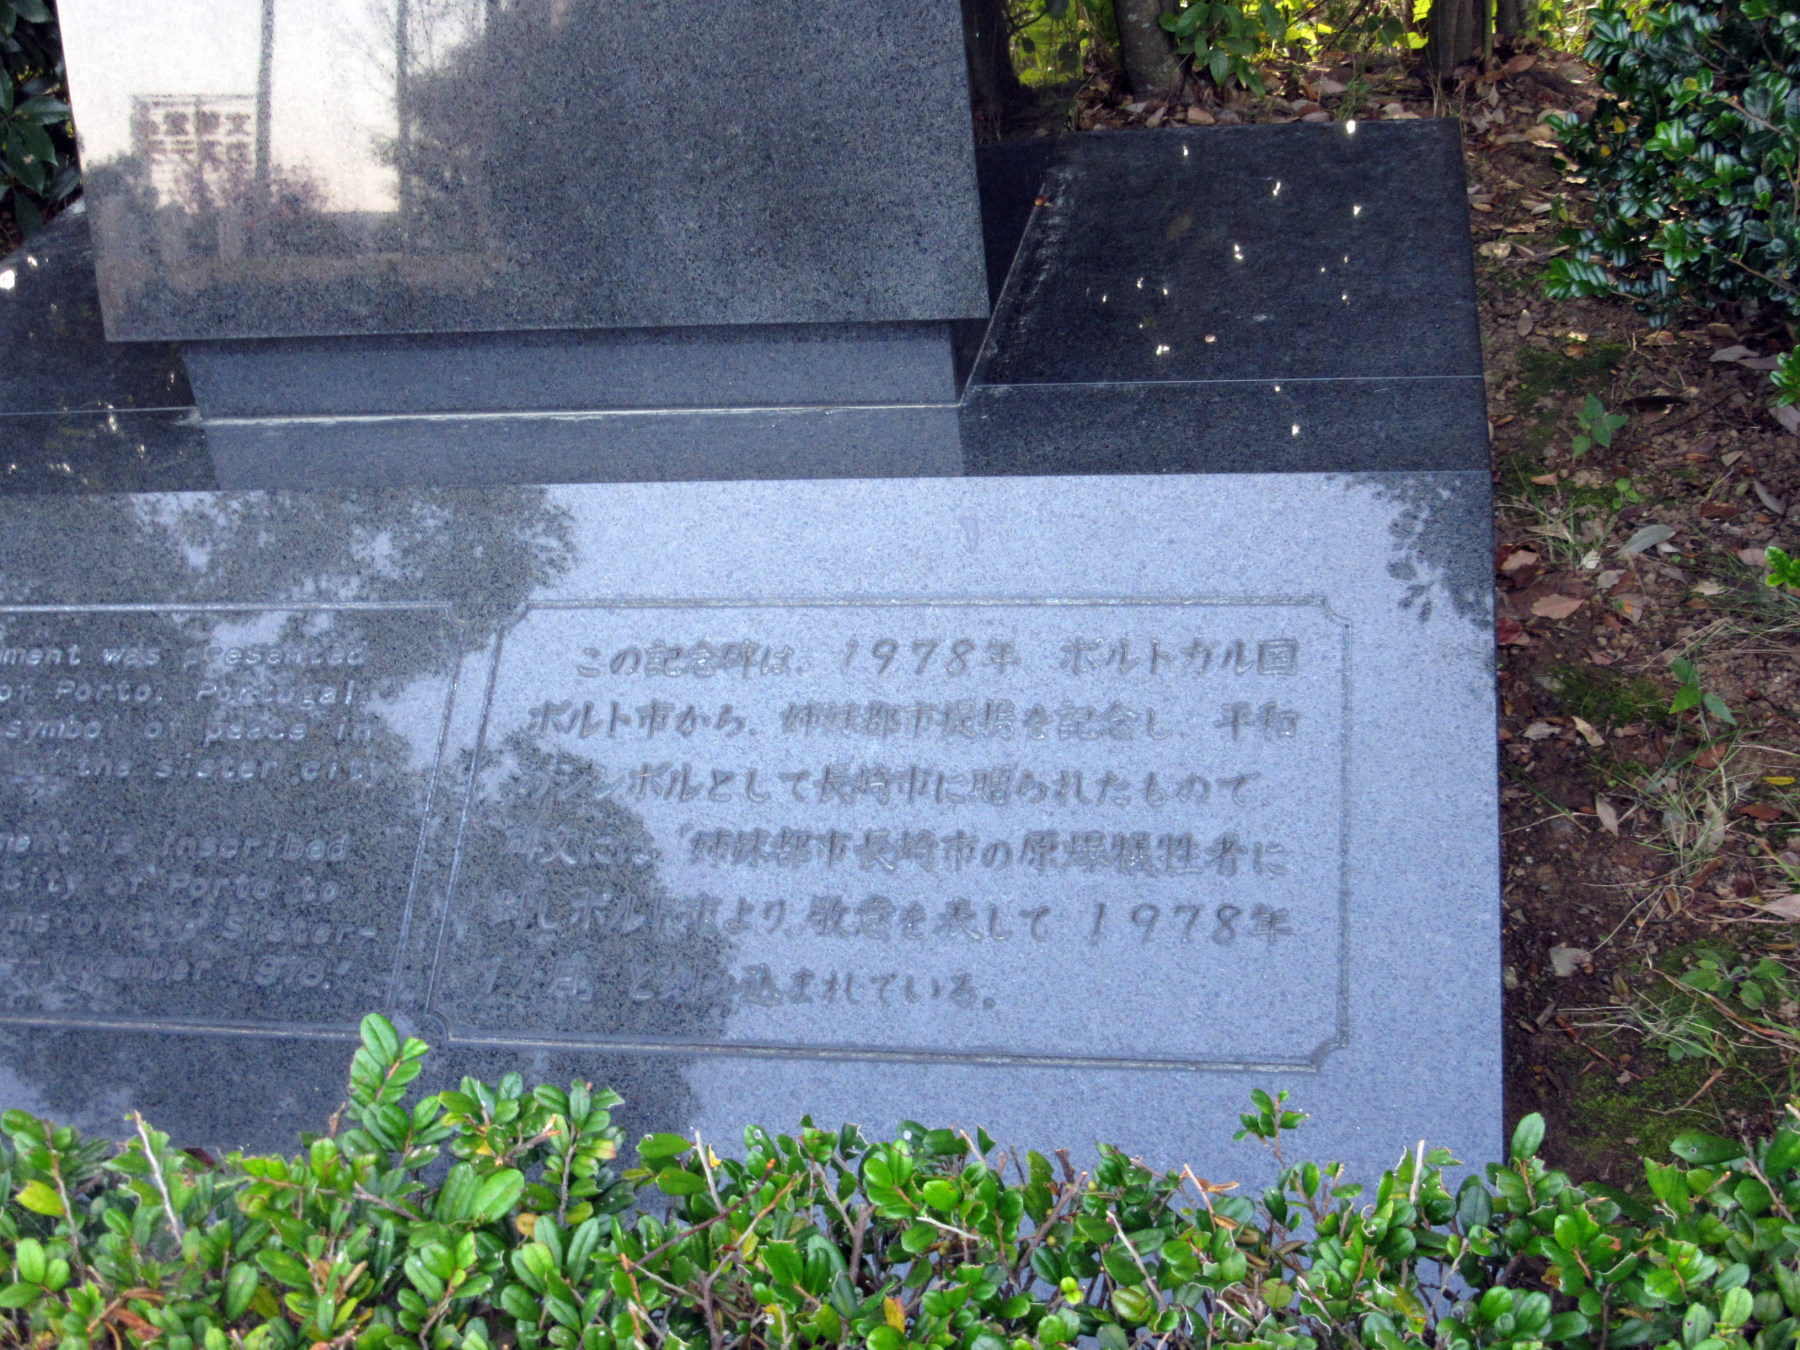 ment was presented
of Porto, Portugal
symbol of peace in
the sister city
ment is inscribed
City of Porto to
ms of the Sister-
November 1978."
この記念碑は、1978年 ポルトガル国
ポルト市から、姉妹都市提携を記念し、平和
のシンボルとして長崎市に贈られたもので、
碑文には、"姉妹都市長崎市の原爆犠牲者に
対しポルト市より、敬意を表して 1978年
11月" と刻み込まれている。